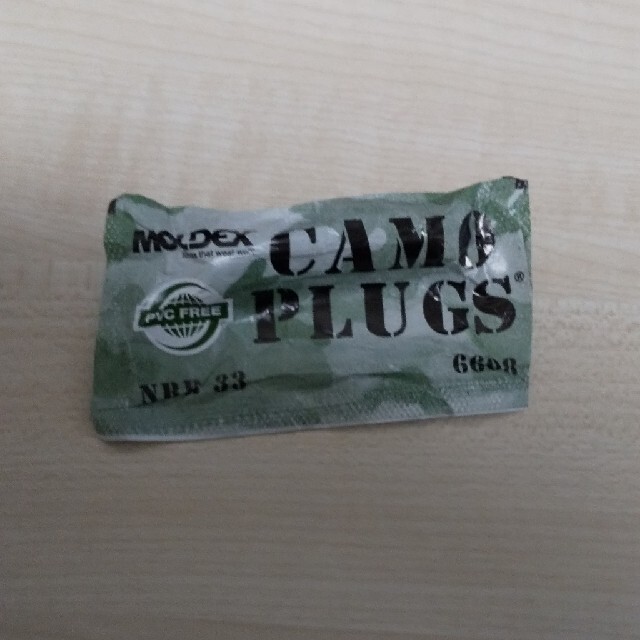 MOLDEX
CAMO
PLUGS®
PVC FREE
NRR 33
6608